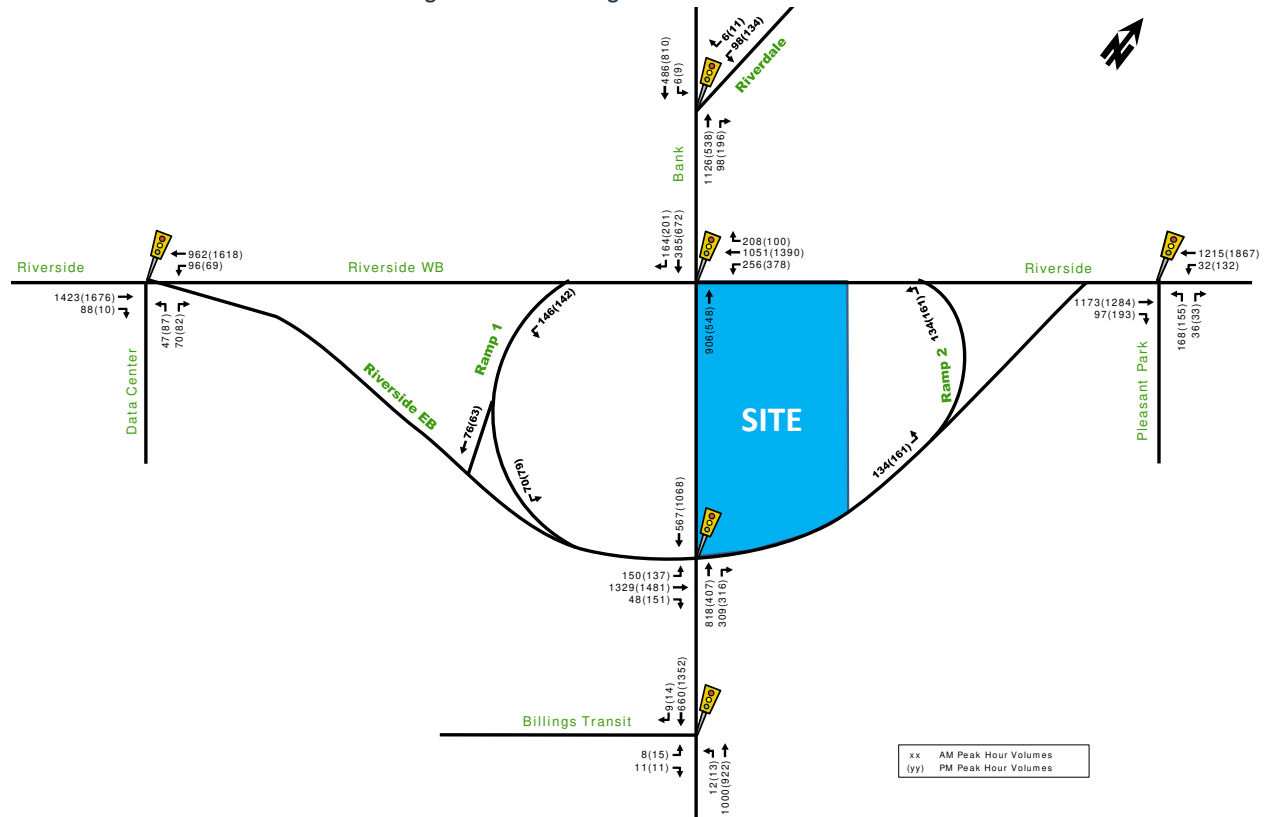 6(11)
98(134)
Riverdale
486(810)
6(9)
1126(538)
98(196)
Bank
164(201)
385(672)
208(100)
1051(1390)
256(378)
962(1618)
96(69)
Riverside
Riverside WB
Riverside
1215(1867)
32(132)
1423(1676)
88(10)
47(87)
70(82)
Data Center
146(142)
Ramp 1
906(548)
134(161)
Ramp 2
1173(1284)
97(193)
168(155)
36(33)
Pleasant Park
Riverside EB
76(63)
70(79)
SITE
134(161)
567(1068)
150(137)
1329(1481)
48(151)
818(407)
309(316)
9(14)
660(1352)
Billings Transit
8(15)
11(11)
12(13)
1000(922)
xx AM Peak Hour Volumes
(yy) PM Peak Hour Volumes